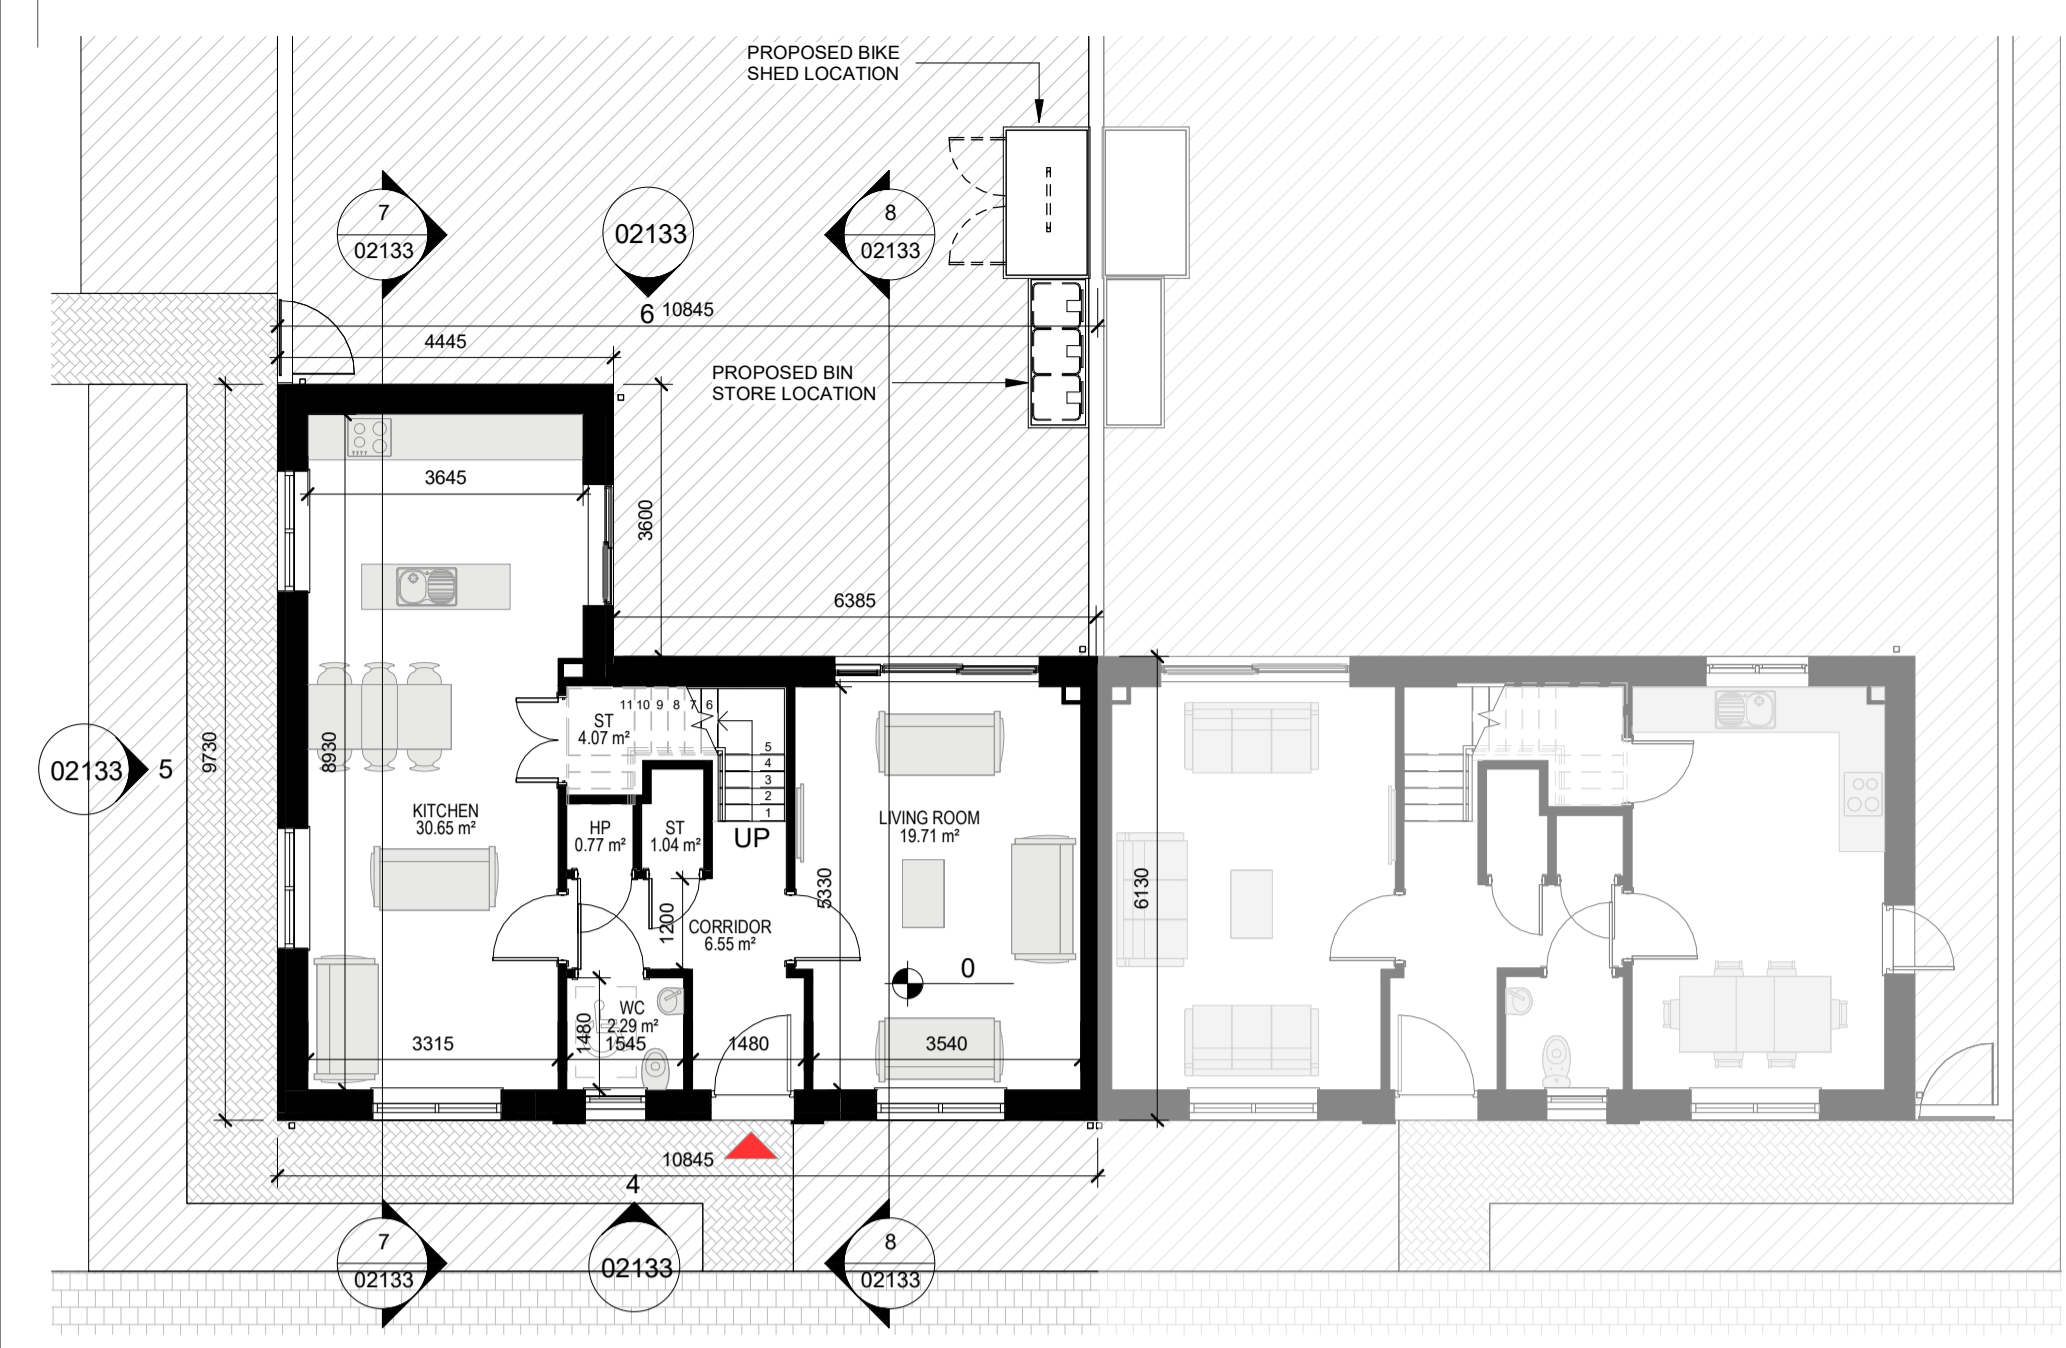 PROPOSED BIKE
SHED LOCATION
7
02133
02133
6
8
02133
10845
4445
PROPOSED BIN
STORE LOCATION
3645
3600
6385
02133
5
9730
8930
ST
4.07 m²
11 10 9 8 7 6
5
4
3
2
1
UP
KITCHEN
30.65 m²
HP
0.77 m²
ST
1.04 m²
LIVING ROOM
19.71 m²
5330
6130
1200
CORRIDOR
6.55 m²
0
WC
2.29 m²
1480
3315
1545
1480
3540
10845
4
7
02133
02133
8
02133